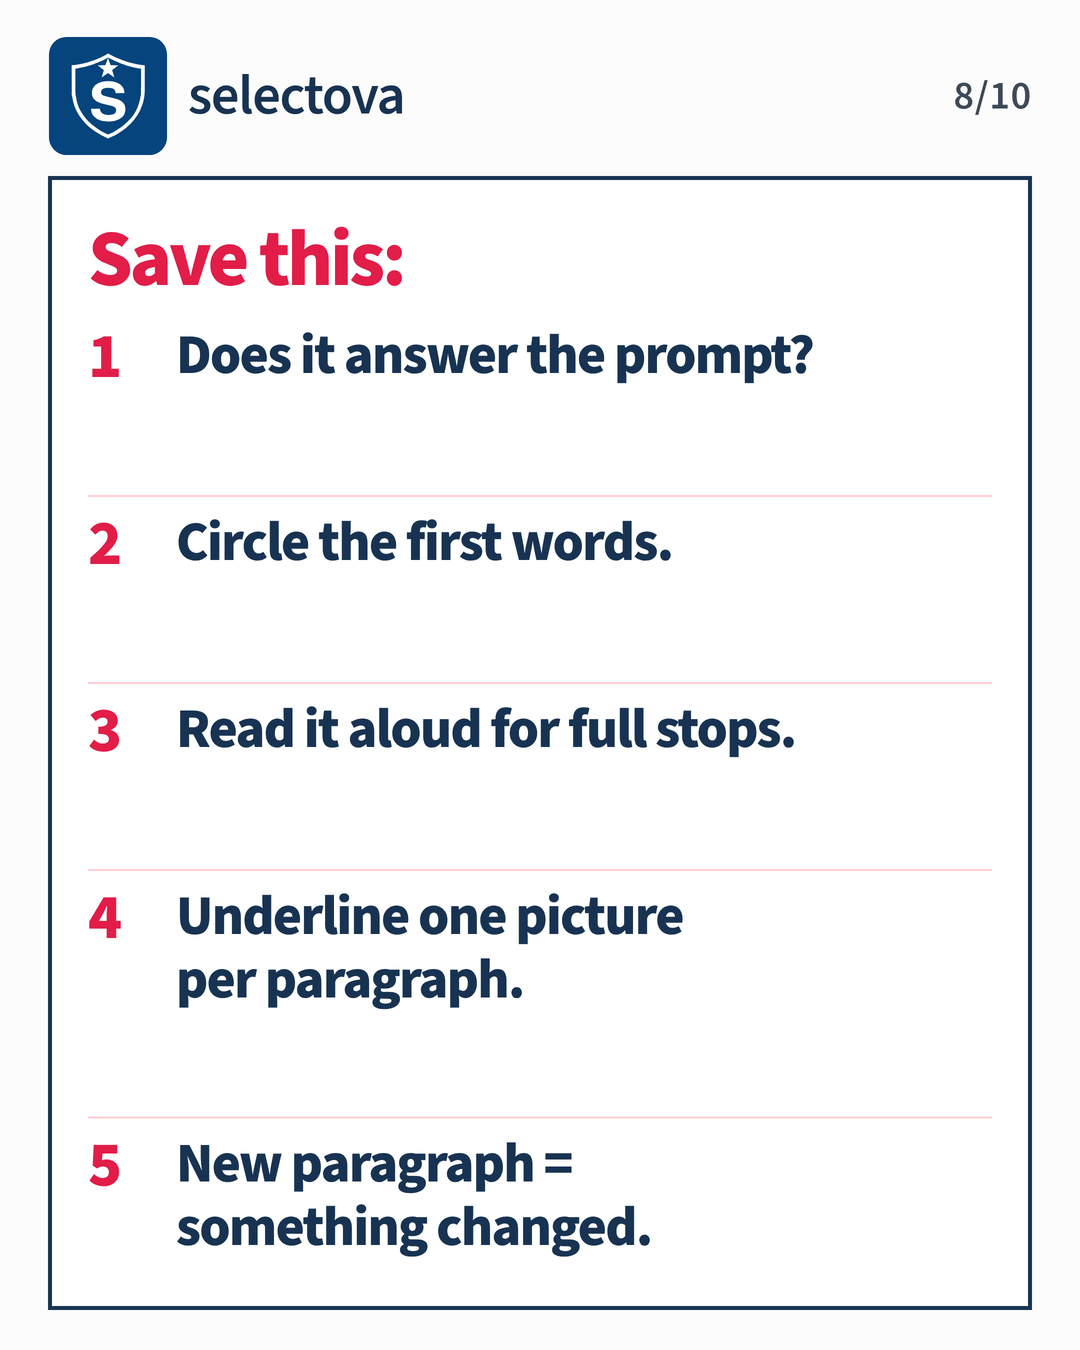 S
selectova
8/10
Save this:
1 Does it answer the prompt?
2 Circle the first words.
3 Read it aloud for full stops.
4 Underline one picture
per paragraph.
5 New paragraph =
something changed.